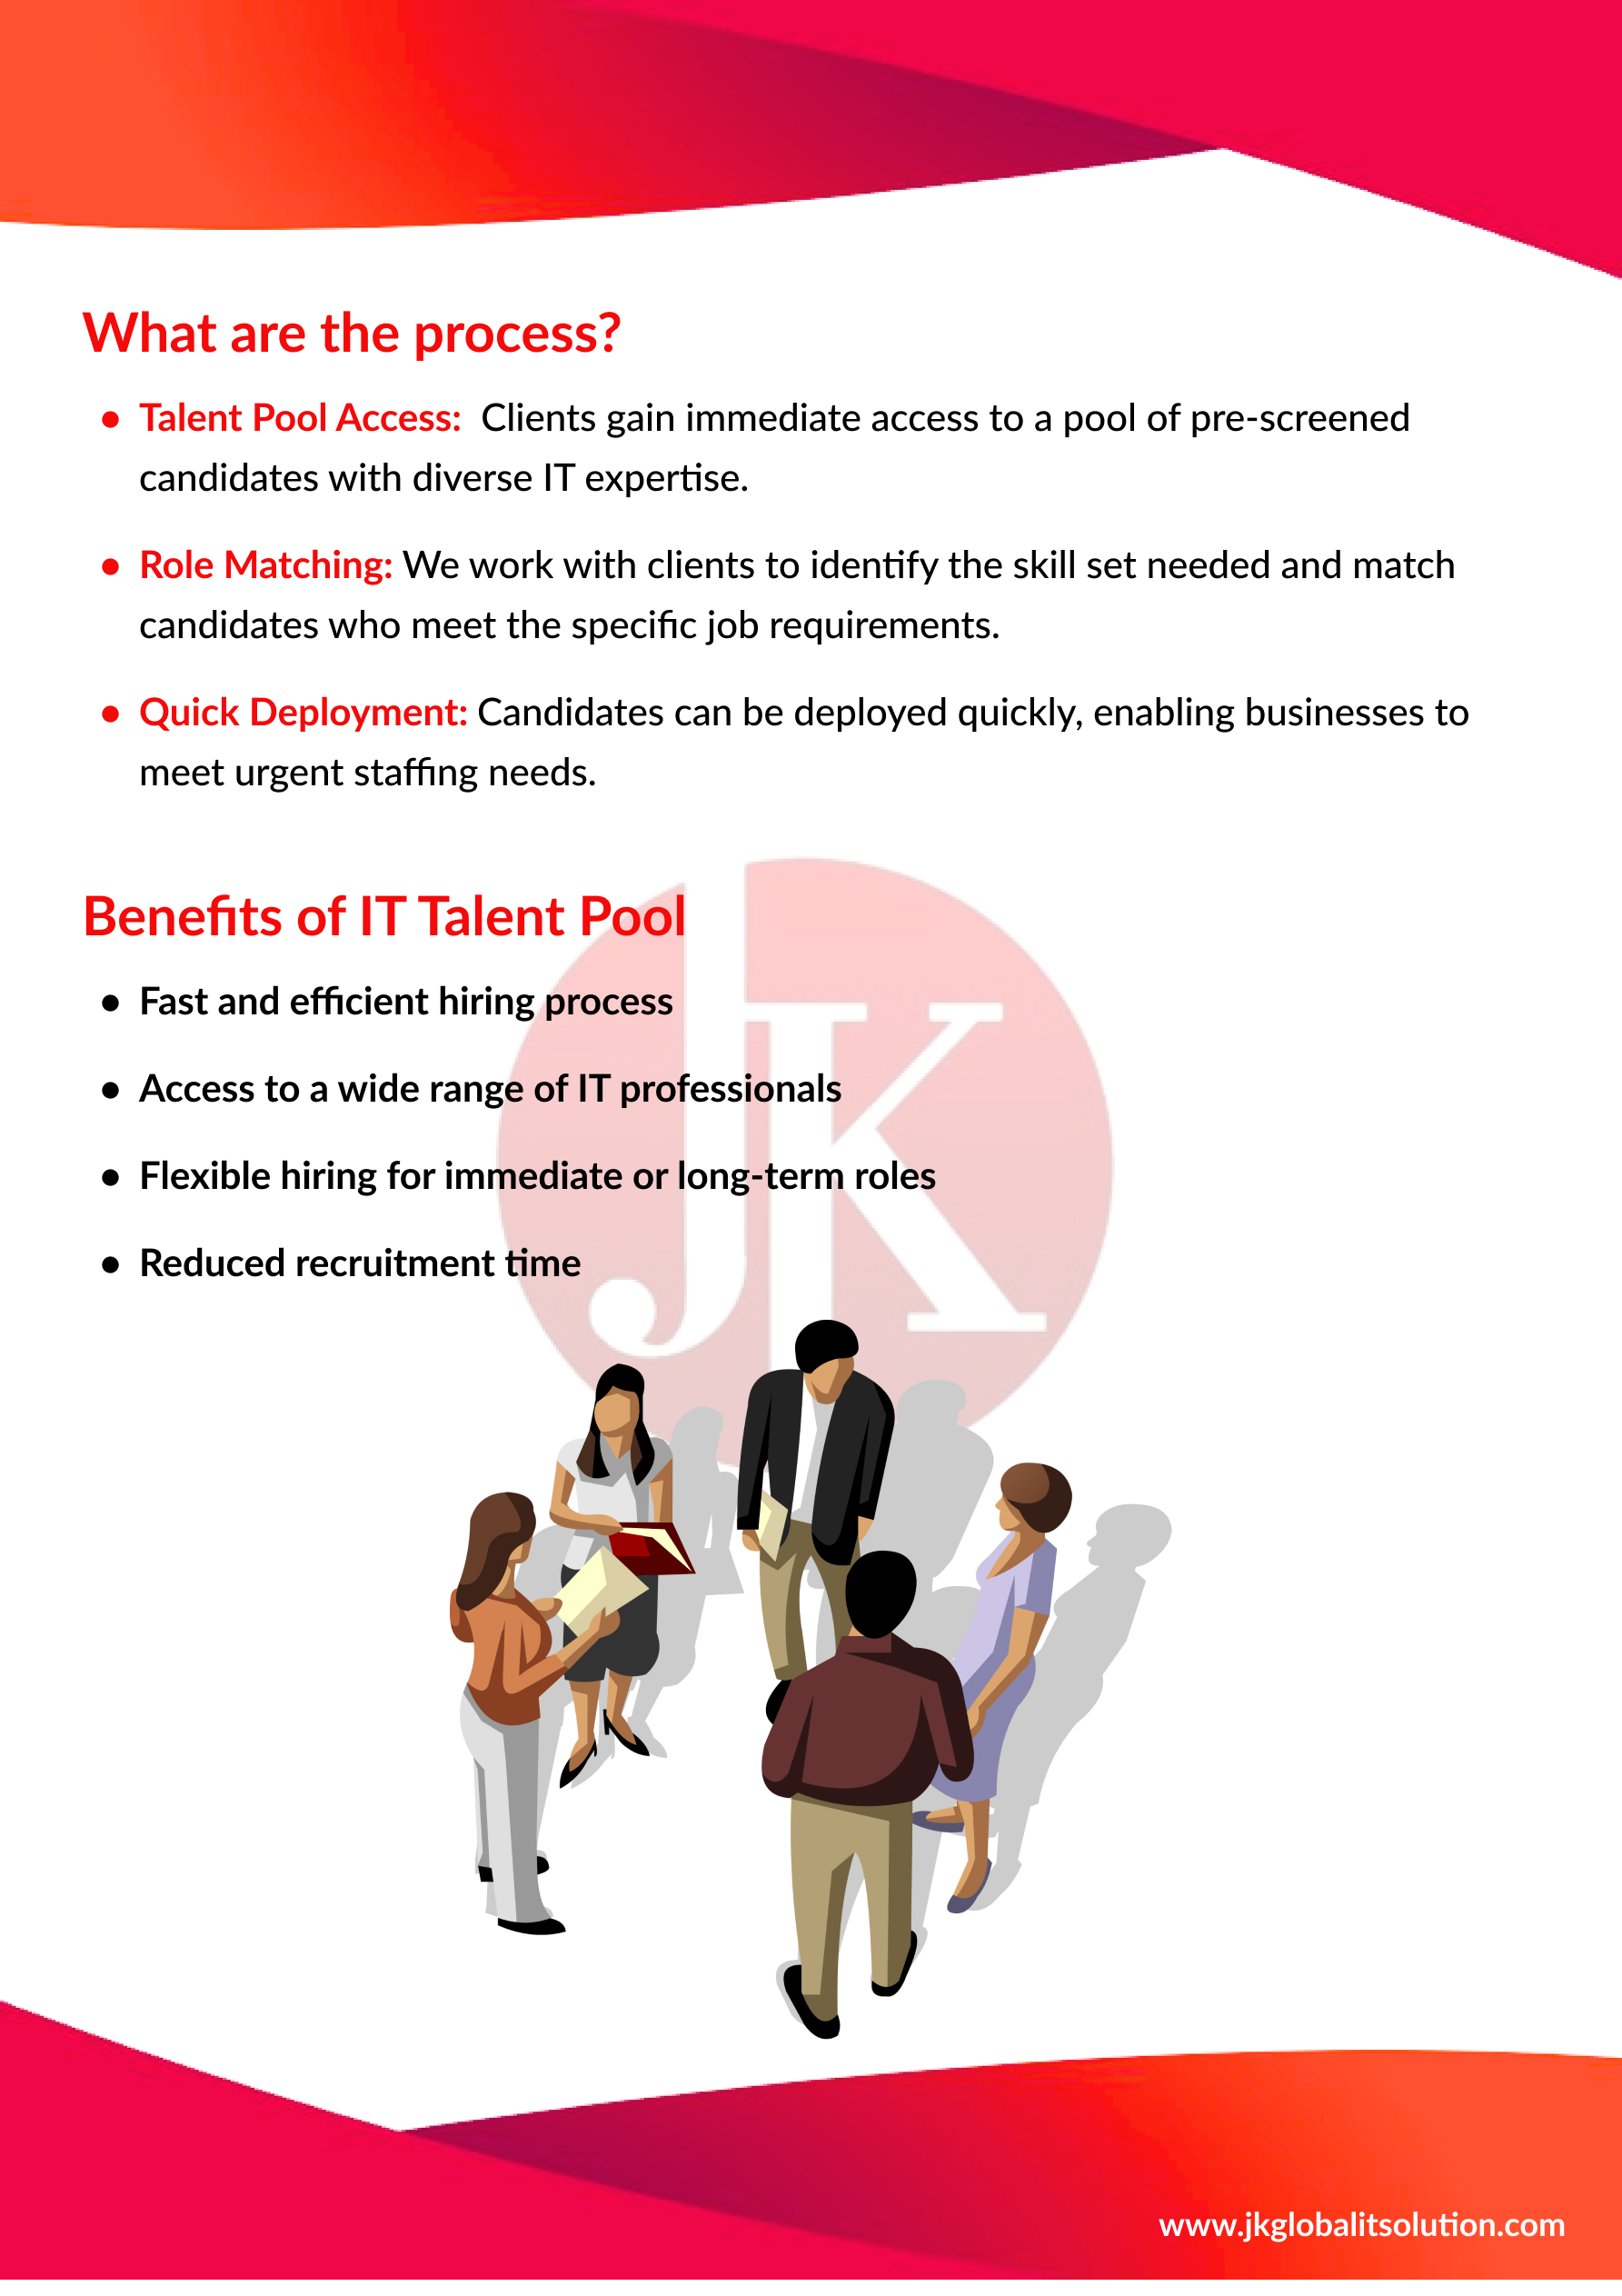 What are the process?
• Talent Pool Access:  Clients gain immediate access to a pool of pre-screened
candidates with diverse IT expertise.
• Role Matching: We work with clients to identify the skill set needed and match
candidates who meet the specific job requirements.
• Quick Deployment: Candidates can be deployed quickly, enabling businesses to
meet urgent staffing needs.
Benefits of IT Talent Pool
• Fast and efficient hiring process
• Access to a wide range of IT professionals
• Flexible hiring for immediate or long-term roles
• Reduced recruitment time
JK
www.jkglobalitsolution.com